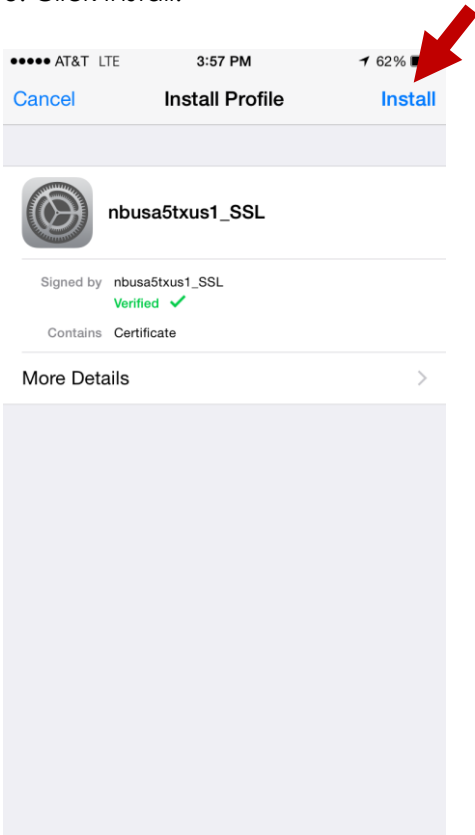 AT&T LTE 3:57 PM 62%
Cancel Install Profile Install
nbusa5txus1_SSL
Signed by nbusa5txus1_SSL
Verified
Contains Certificate
More Details